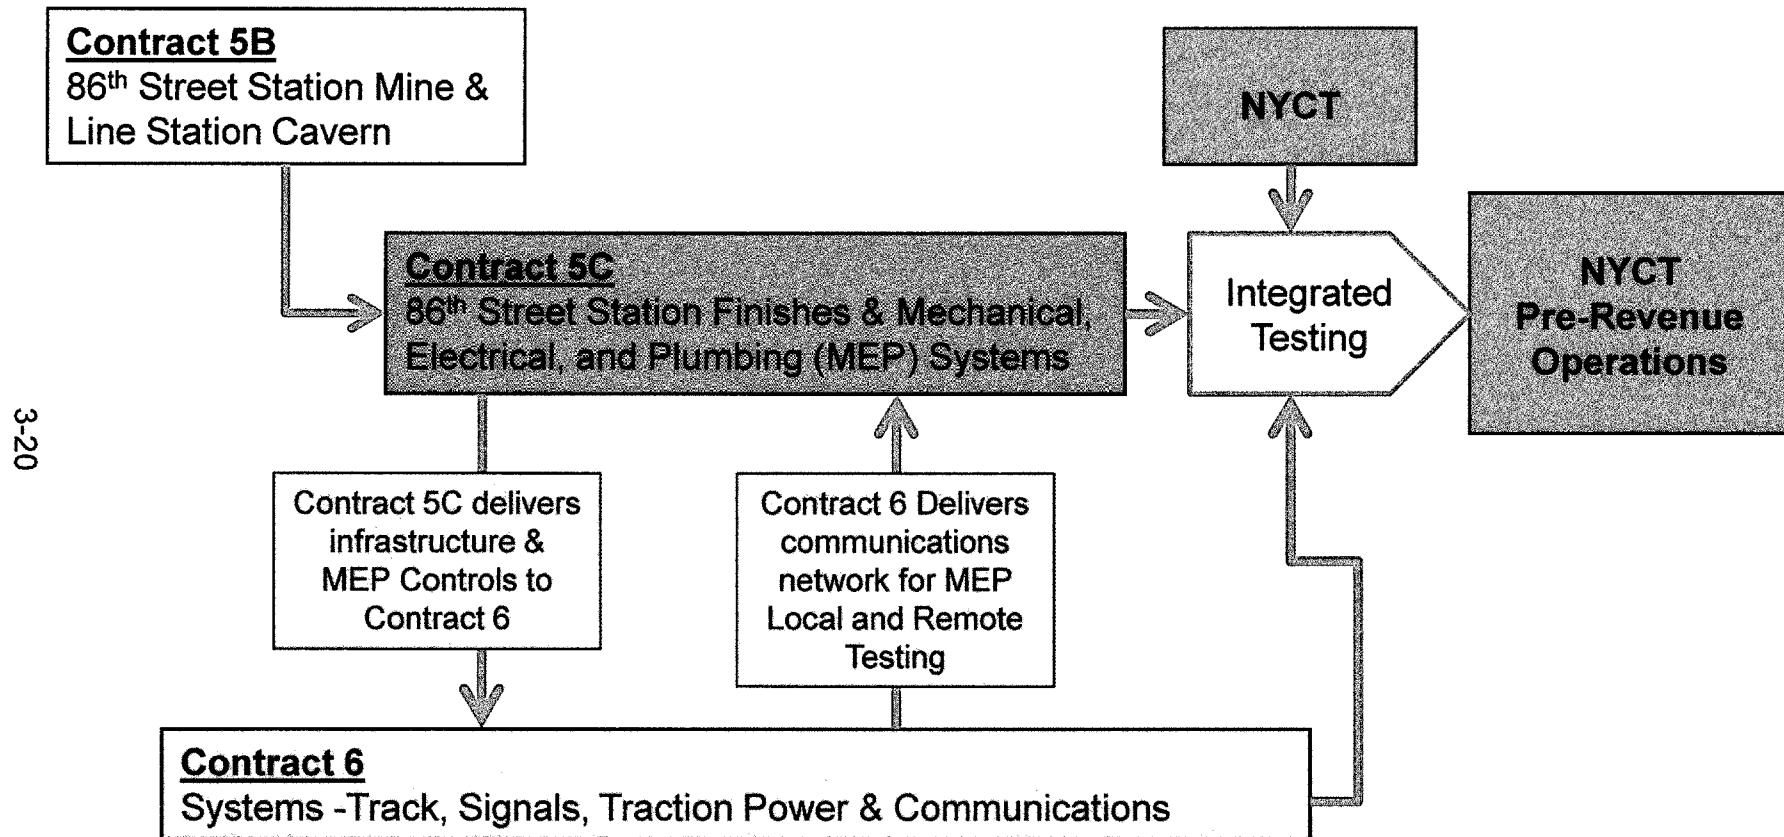 Contract 5B
86th Street Station Mine &
Line Station Cavern
NYCT
Contract 5C
86th Street Station Finishes & Mechanical,
Electrical, and Plumbing (MEP) Systems
Integrated
Testing
NYCT
Pre-Revenue
Operations
3-20
Contract 5C delivers
infrastructure &
MEP Controls to
Contract 6
Contract 6 Delivers
communications
network for MEP
Local and Remote
Testing
Contract 6
Systems -Track, Signals, Traction Power & Communications